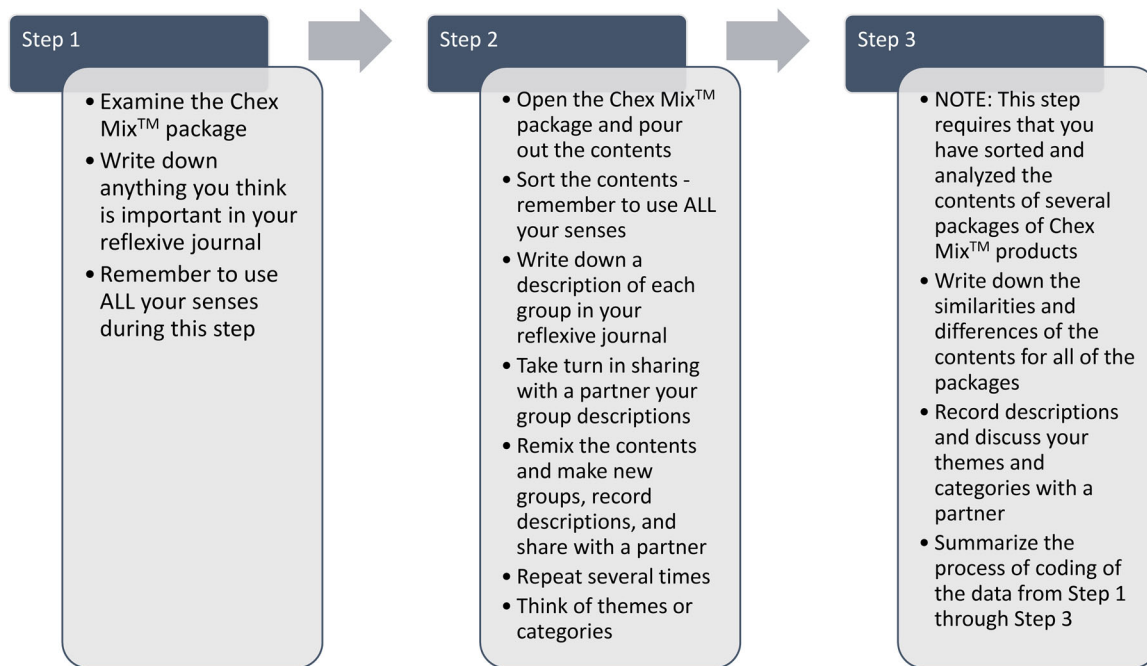 Step 1
• Examine the Chex
Mix™ package
• Write down
anything you think
is important in your
reflexive journal
• Remember to use
ALL your senses
during this step
Step 2
• Open the Chex Mix™
package and pour
out the contents
• Sort the contents -
remember to use ALL
your senses
• Write down a
description of each
group in your
reflexive journal
• Take turn in sharing
with a partner your
group descriptions
• Remix the contents
and make new
groups, record
descriptions, and
share with a partner
• Repeat several times
• Think of themes or
categories
Step 3
• NOTE: This step
requires that you
have sorted and
analyzed the
contents of several
packages of Chex
Mix™ products
• Write down the
similarities and
differences of the
contents for all of the
packages
• Record descriptions
and discuss your
themes and
categories with a
partner
• Summarize the
process of coding of
the data from Step 1
through Step 3